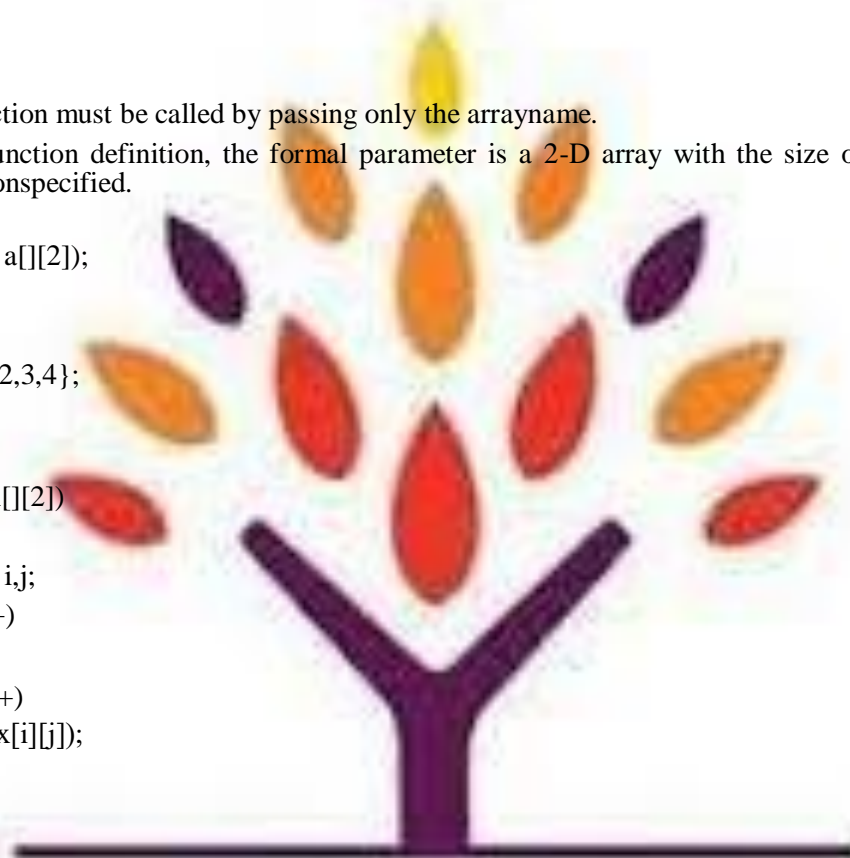 ction must be called by passing only the arrayname.
unction definition, the formal parameter is a 2-D array with the size o
onspecified.
a[][2]);
2,3,4};
[][2])
i,j;
+)
+)
x[i][j]);